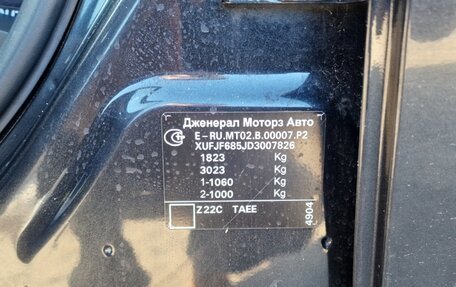 Дженерал Моторз Авто
E-RU.MT02.B.00007.P2
XUFJF685JD3007826
1823 Kg
3023 Kg
1-1060 Kg
2-1000 Kg
Z22C TAEE
4904